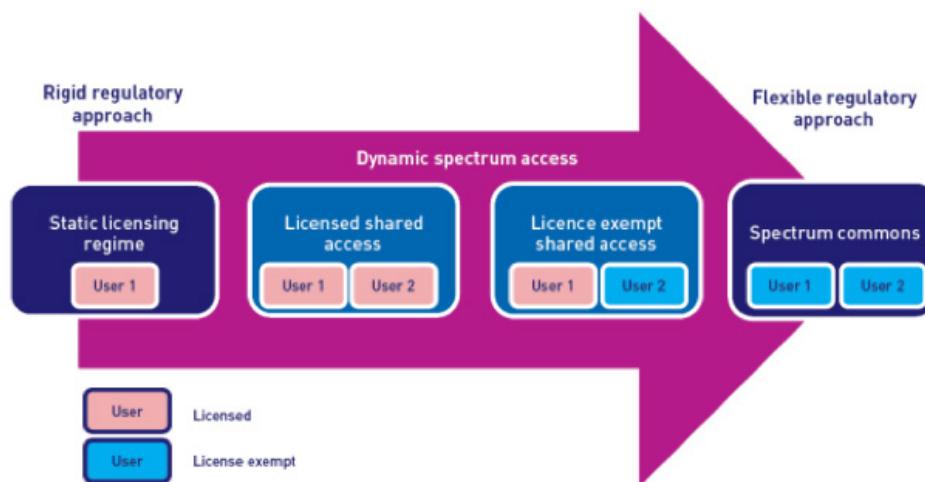 Rigid regulatory
approach
Flexible regulatory
approach
Dynamic spectrum access
Static licensing
regime
User 1
Licensed shared
access
User 1
User 2
Licence exempt
shared access
User 1
User 2
Spectrum commons
User 1
User 2
User
Licensed
User
License exempt